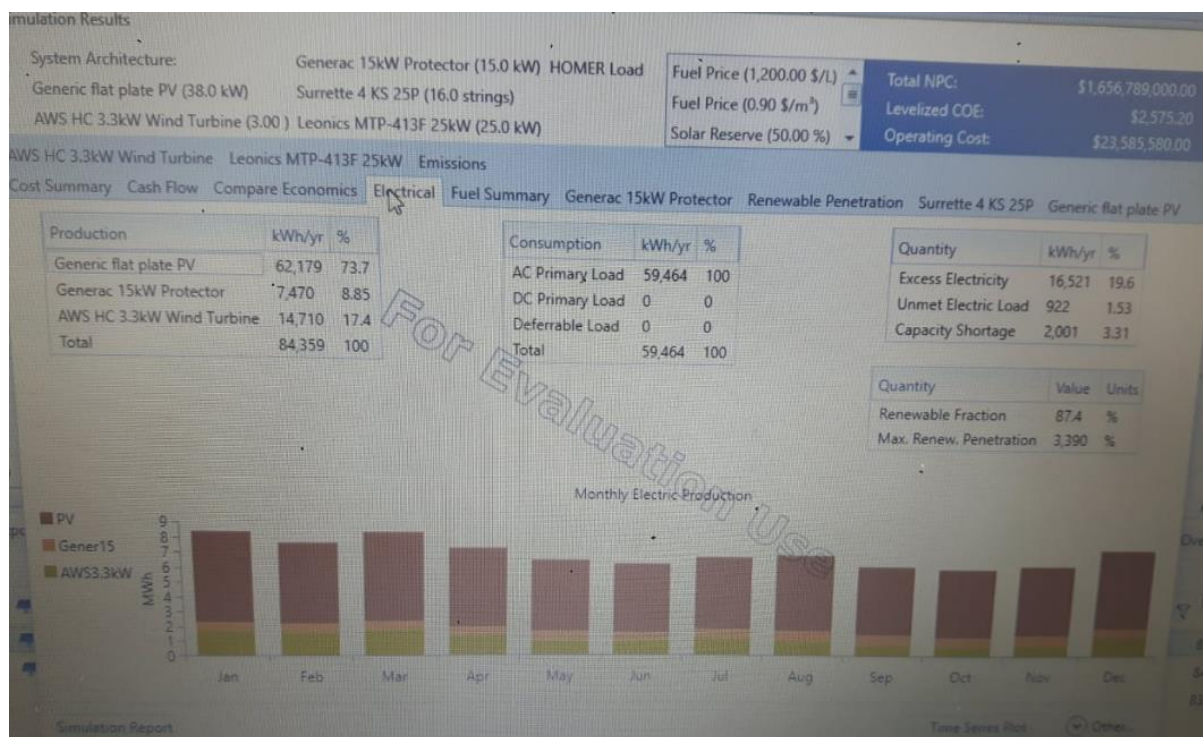 Simulation Results
System Architecture:
Generic flat plate PV (38.0 kW)
AWS HC 3.3kW Wind Turbine (3.00 )
Generac 15kW Protector (15.0 kW)
Surrette 4 KS 25P (16.0 strings)
Leonics MTP-413F 25kW (25.0 kW)
HOMER Load
Fuel Price (1,200.00 $/L)
Fuel Price (0.90 $/m³)
Solar Reserve (50.00 %)
Total NPC: $1,656,789,000.00
Levelized COE: $2,575.20
Operating Cost: $23,585,580.00
AWS HC 3.3kW Wind Turbine Leonics MTP-413F 25kW Emissions
Cost Summary Cash Flow Compare Economics Electrical Fuel Summary Generac 15kW Protector Renewable Penetration Surrette 4 KS 25P Generic flat plate PV
Production kWh/yr %
Generic flat plate PV 62,179 73.7
Generac 15kW Protector 7,470 8.85
AWS HC 3.3kW Wind Turbine 14,710 17.4
Total 84,359 100
Consumption kWh/yr %
AC Primary Load 59,464 100
DC Primary Load 0 0
Deferrable Load 0 0
Total 59,464 100
Quantity kWh/yr %
Excess Electricity 16,521 19.6
Unmet Electric Load 922 1.53
Capacity Shortage 2,001 3.31
Quantity Value Units
Renewable Fraction 87.4 %
Max. Renew. Penetration 3,390 %
For Evaluation Use
Monthly Electric Production
PV
Gener15
AWS3.3kW
MWh
9
8
7
6
5
4
3
2
1
0
Jan Feb Mar Apr May Jun Jul Aug Sep Oct Nov Dec
Simulation Report Time Series Plot Other...